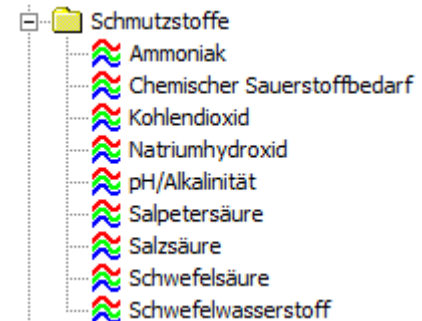 Schmutzstoffe
Ammoniak
Chemischer Sauerstoffbedarf
Kohlendioxid
Natriumhydroxid
pH/Alkalinität
Salpetersäure
Salzsäure
Schwefelsäure
Schwefelwasserstoff